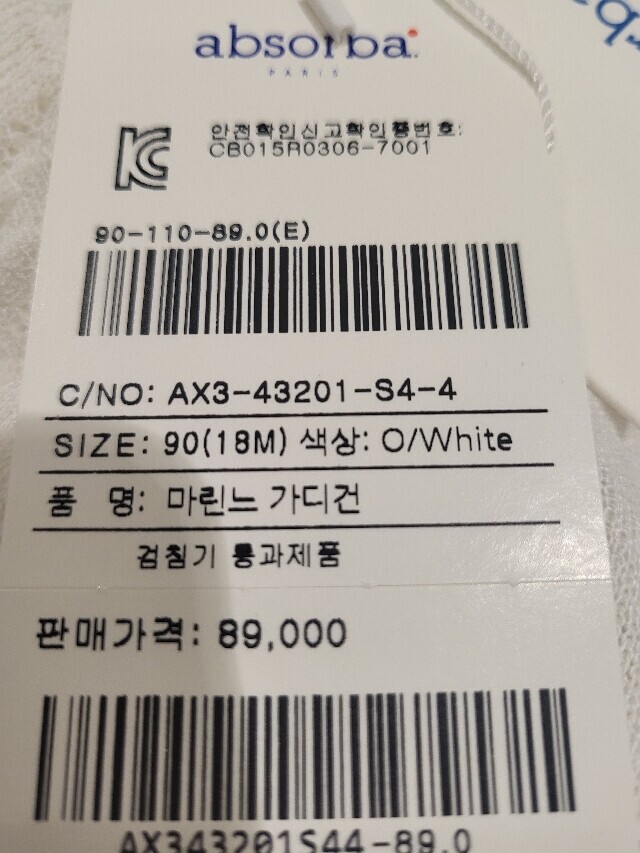 absorba
PARIS
안전확인신고확인증번호:
CB015R0306-7001
90-110-89.0(E)
C/NO: AX3-43201-S4-4
SIZE: 90(18M) 색상: O/White
품 명: 마린느 가디건
검침기 통과제품
판매가격: 89,000
AX343201S44-89.0